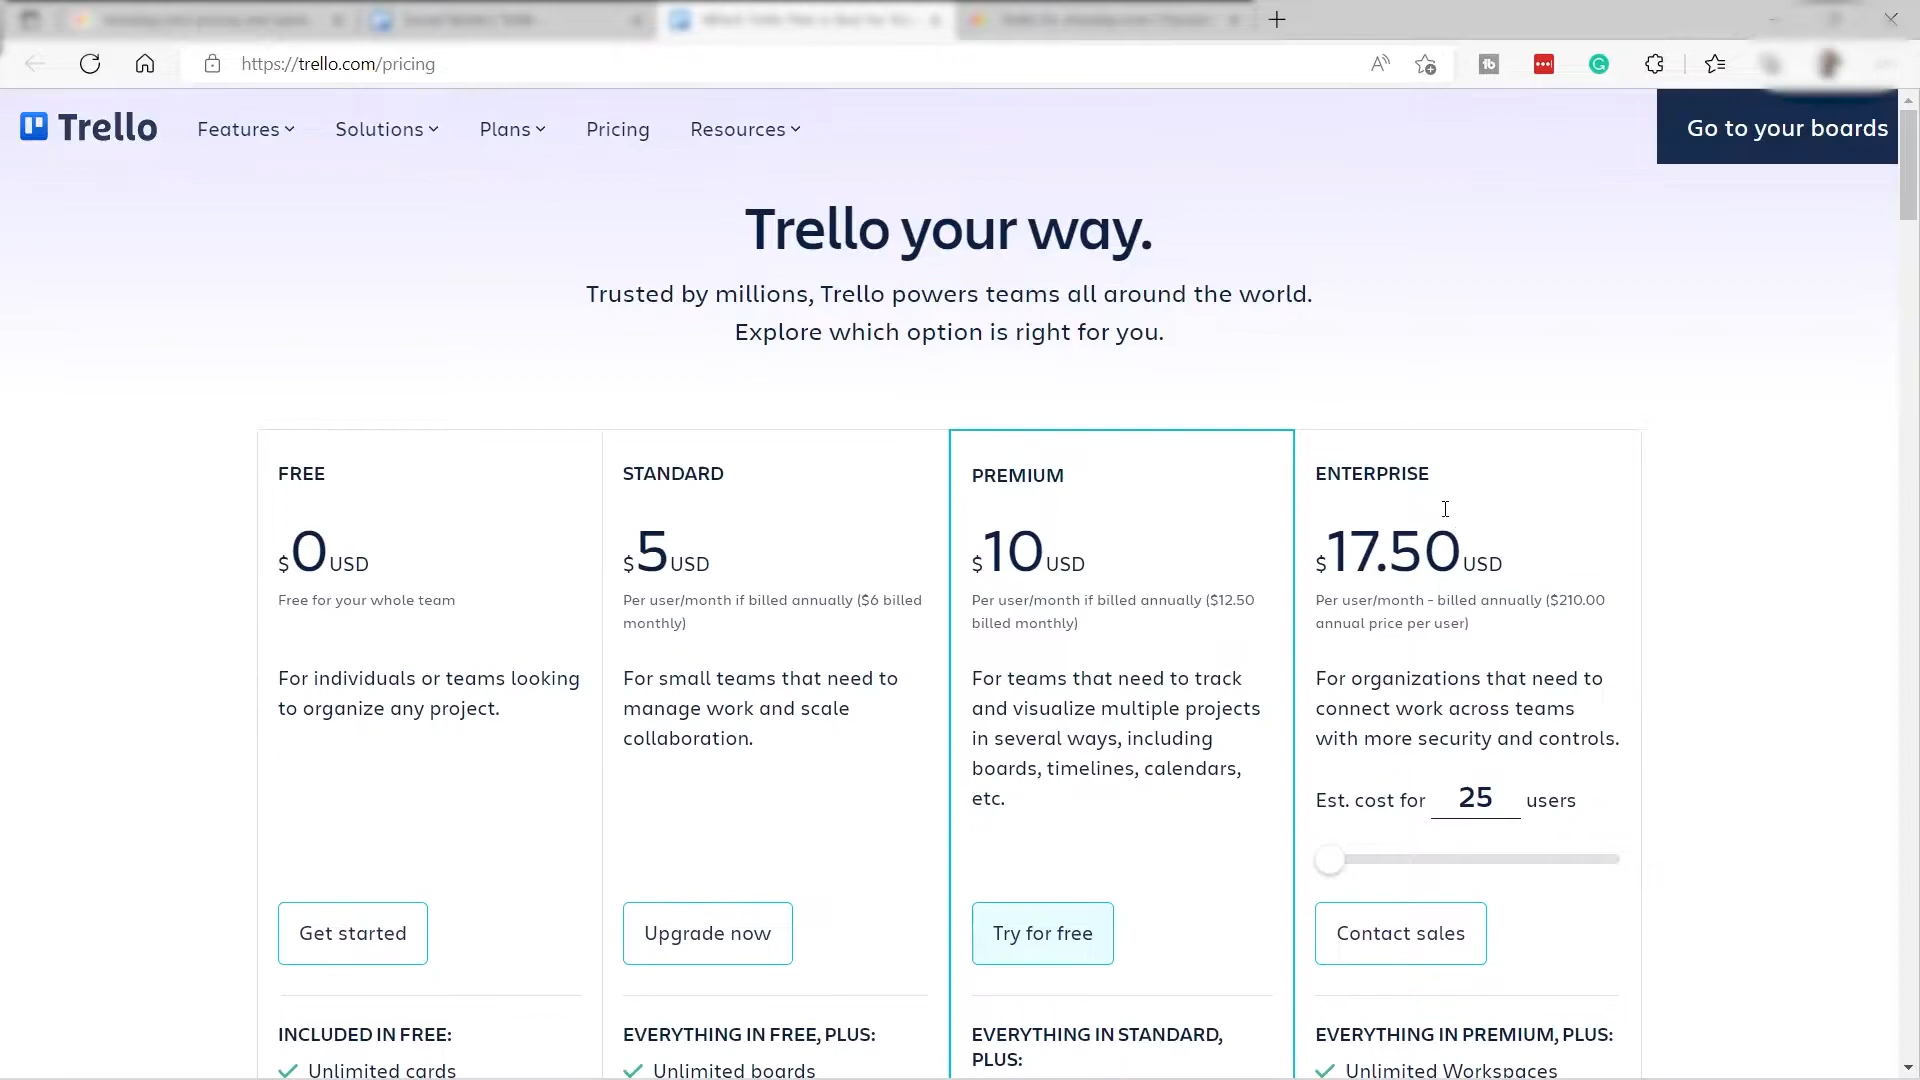 https://trello.com/pricing
Trello
Features
Solutions
Plans
Pricing
Resources
Go to your boards
Trello your way.
Trusted by millions, Trello powers teams all around the world.
Explore which option is right for you.
FREE
$0 USD
Free for your whole team
For individuals or teams looking
to organize any project.
Get started
INCLUDED IN FREE:
Unlimited cards
STANDARD
$5 USD
Per user/month if billed annually ($6 billed
monthly)
For small teams that need to
manage work and scale
collaboration.
Upgrade now
EVERYTHING IN FREE, PLUS:
Unlimited boards
PREMIUM
$10 USD
Per user/month if billed annually ($12.50
billed monthly)
For teams that need to track
and visualize multiple projects
in several ways, including
boards, timelines, calendars,
etc.
Try for free
EVERYTHING IN STANDARD,
PLUS:
ENTERPRISE
$17.50 USD
Per user/month - billed annually ($210.00
annual price per user)
For organizations that need to
connect work across teams
with more security and controls.
Est. cost for 25 users
Contact sales
EVERYTHING IN PREMIUM, PLUS:
Unlimited Workspaces